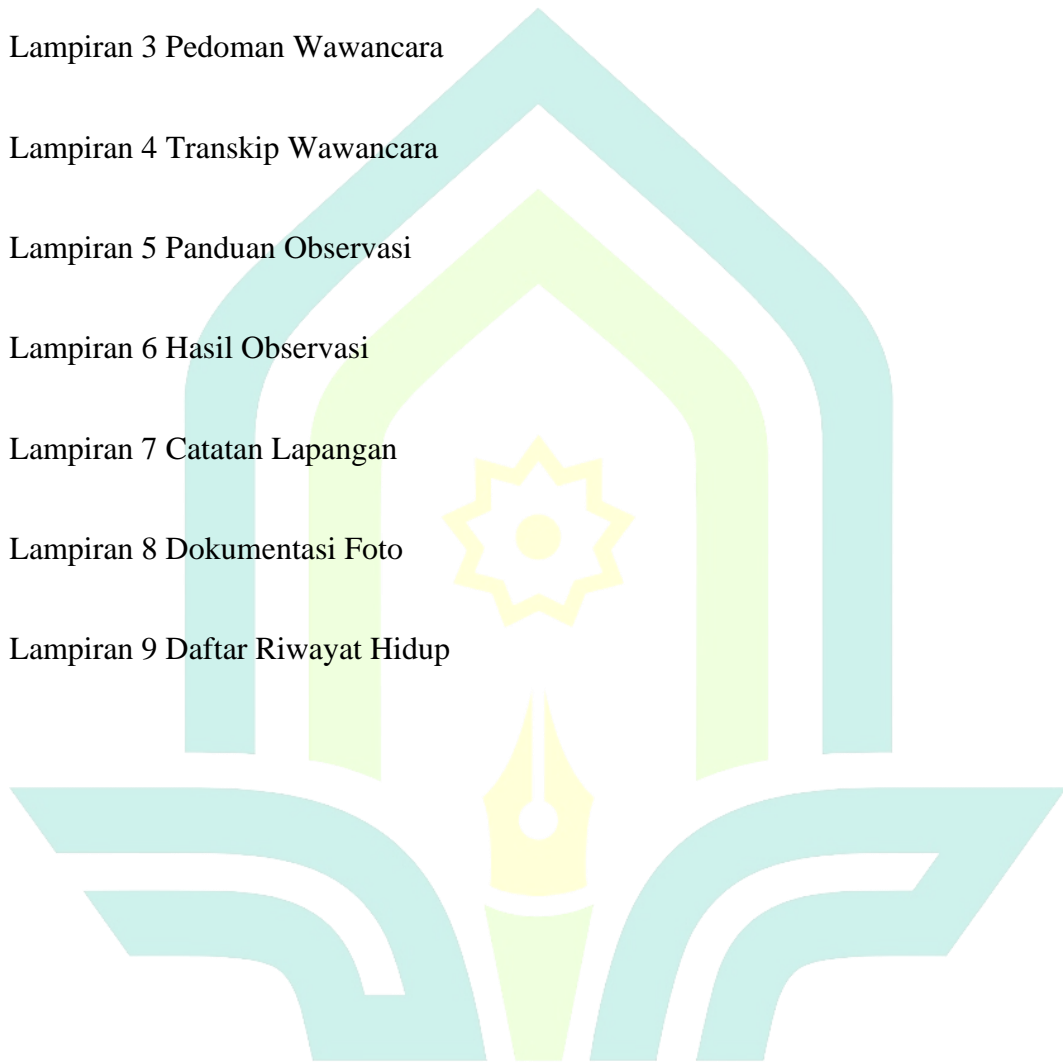 Lampiran 3 Pedoman Wawancara
Lampiran 4 Transkip Wawancara
Lampiran 5 Panduan Observasi
Lampiran 6 Hasil Observasi
Lampiran 7 Catatan Lapangan
Lampiran 8 Dokumentasi Foto
Lampiran 9 Daftar Riwayat Hidup